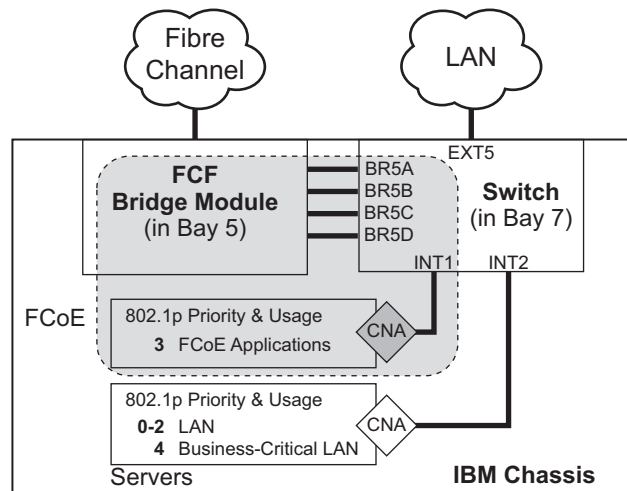 Fibre
Channel
LAN
EXT5
FCF
Bridge Module
(in Bay 5)
BR5A
BR5B
BR5C
BR5D
Switch
(in Bay 7)
INT1
INT2
FCoE
802.1p Priority & Usage
3 FCoE Applications
CNA
802.1p Priority & Usage
0-2 LAN
4 Business-Critical LAN
CNA
Servers
IBM Chassis